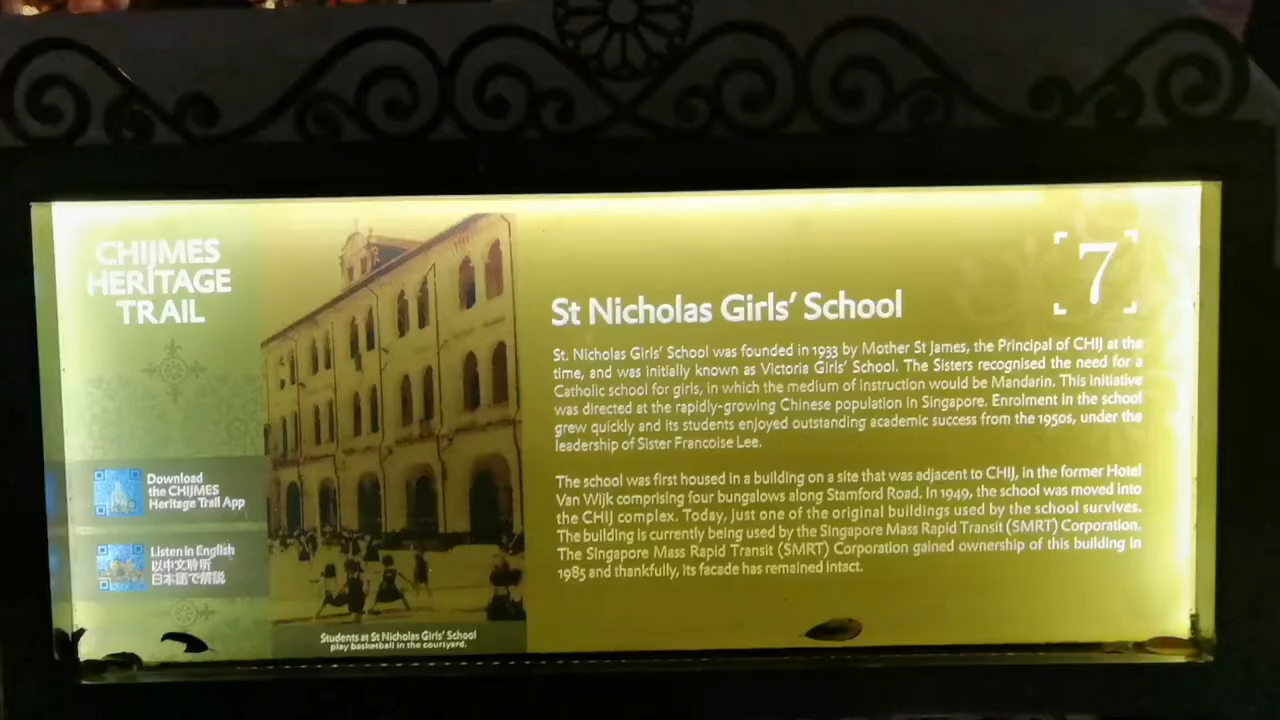 CHIJMES
HERITAGE
TRAIL
Download
the CHIJMES
Heritage Trail App
Listen in English
以中文聆听
日本語で解説
Students at St Nicholas Girls' School
play basketball in the courtyard.
7
St Nicholas Girls' School
St. Nicholas Girls' School was founded in 1933 by Mother St James, the Principal of CHIJ at the
time, and was initially known as Victoria Girls' School. The Sisters recognised the need for a
Catholic school for girls, in which the medium of instruction would be Mandarin. This initiative
was directed at the rapidly-growing Chinese population in Singapore. Enrolment in the school
grew quickly and its students enjoyed outstanding academic success from the 1950s, under the
leadership of Sister Francoise Lee.
The school was first housed in a building on a site that was adjacent to CHIJ, in the former Hotel
Van Wijk comprising four bungalows along Stamford Road. In 1949, the school was moved into
the CHIJ complex. Today, just one of the original buildings used by the school survives.
The building is currently being used by the Singapore Mass Rapid Transit (SMRT) Corporation.
The Singapore Mass Rapid Transit (SMRT) Corporation gained ownership of this building in
1985 and thankfully, its facade has remained intact.